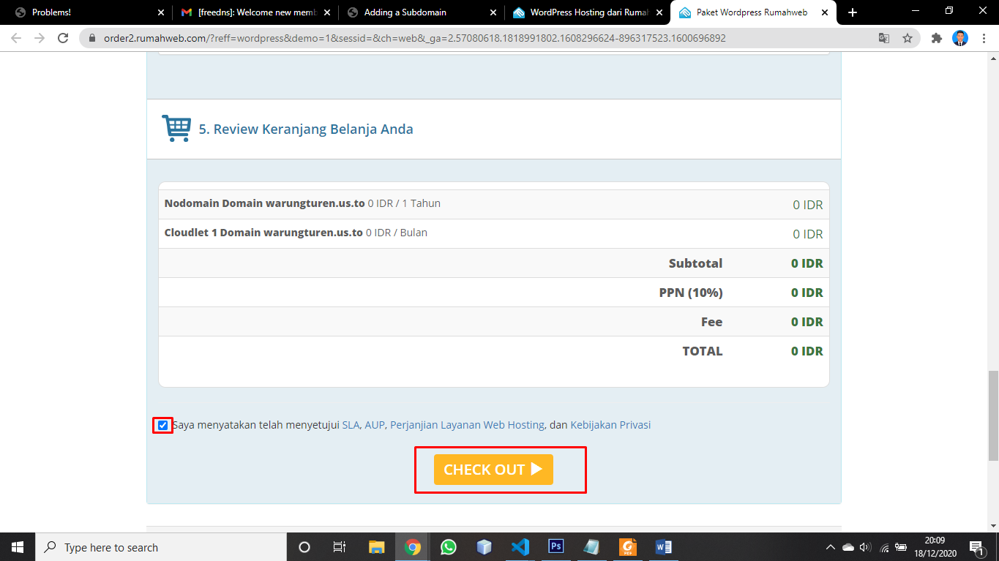 Problems!
[freedns]: Welcome new memb
Adding a Subdomain
WordPress Hosting dari Rumah
Paket Wordpress Rumahweb
order2.rumahweb.com/?reff=wordpress&demo=1&sessid=&ch=web&_ga=2.57080618.1818991802.1608296624-896317523.1600696892
5. Review Keranjang Belanja Anda
Nodomain Domain warungturen.us.to 0 IDR / 1 Tahun 0 IDR
Cloudlet 1 Domain warungturen.us.to 0 IDR / Bulan 0 IDR
Subtotal 0 IDR
PPN (10%) 0 IDR
Fee 0 IDR
TOTAL 0 IDR
Saya menyatakan telah menyetujui SLA, AUP, Perjanjian Layanan Web Hosting, dan Kebijakan Privasi
CHECK OUT
Type here to search
Ps
PDF
W
20:09
18/12/2020
1